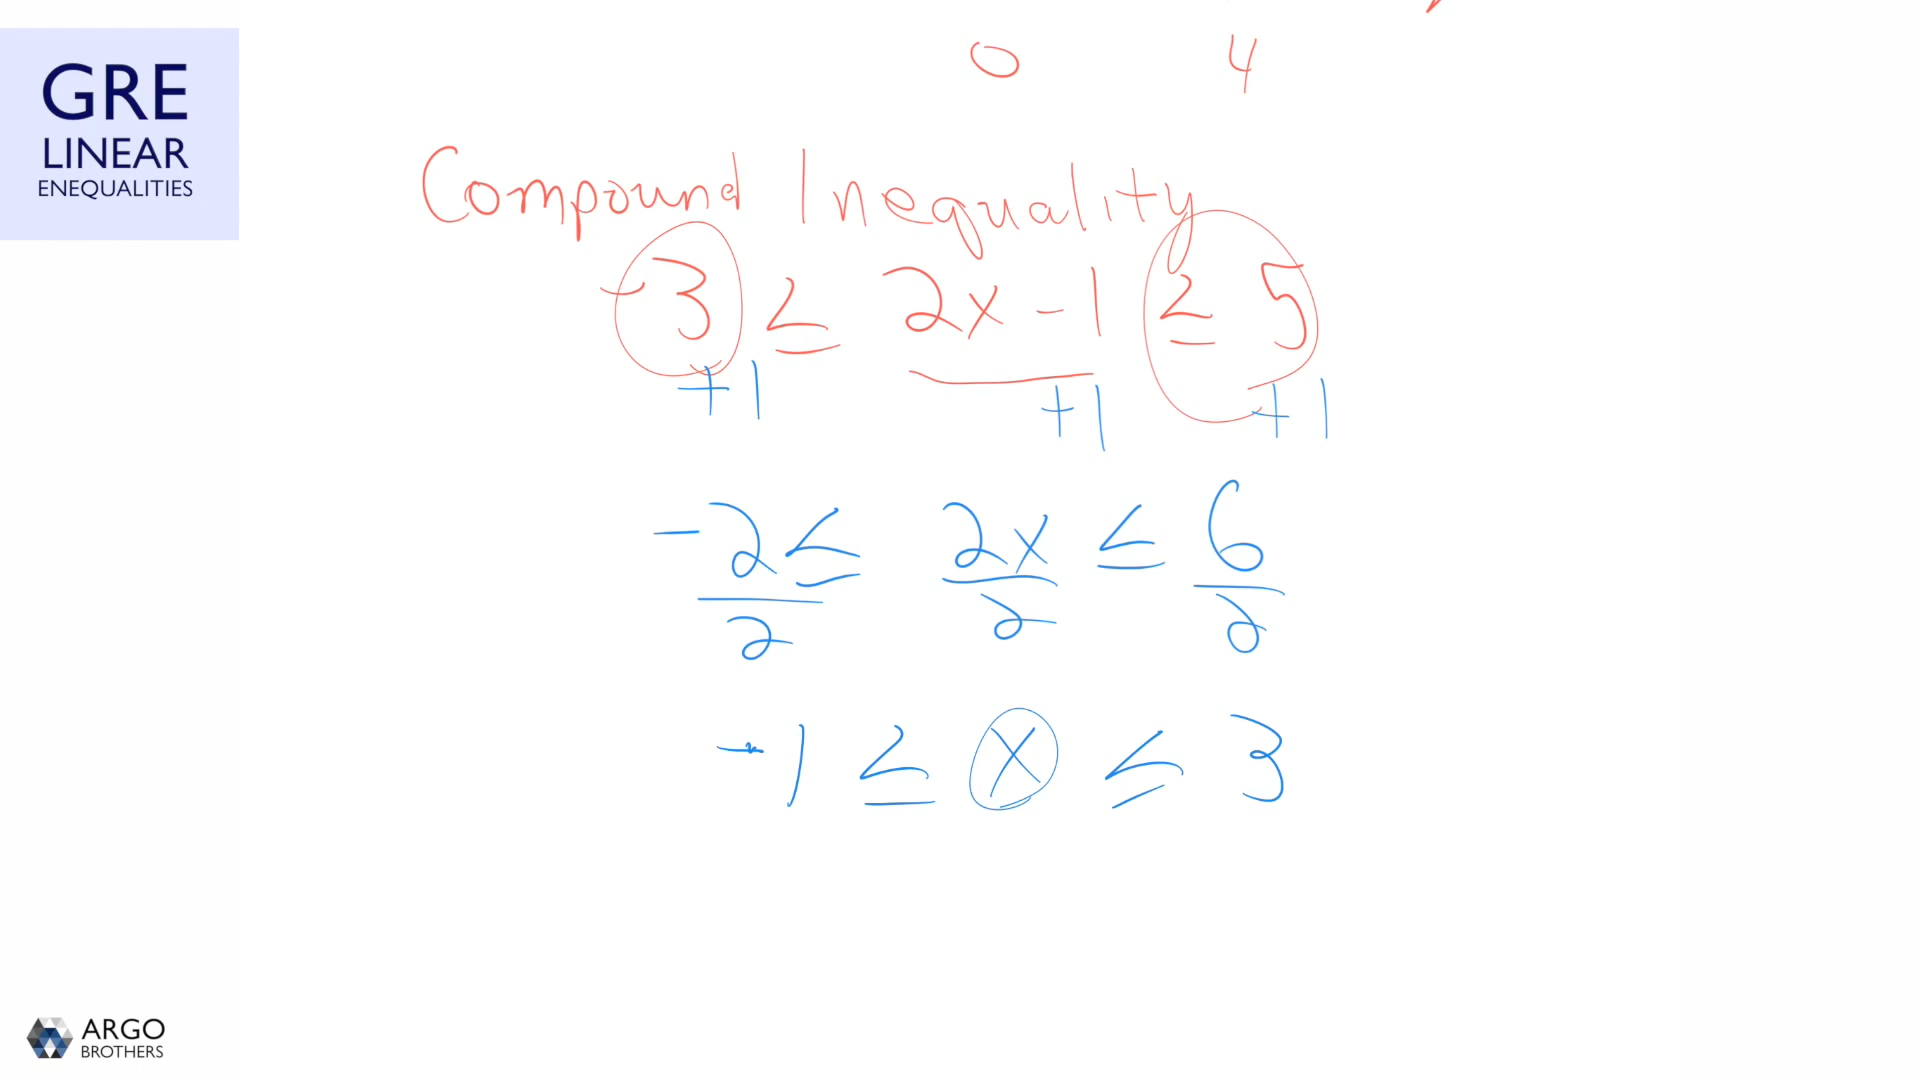 GRE
LINEAR
ENEQUALITIES
0 4
Compound Inequality
-3 ≤ 2x - 1 ≤ 5
+1 +1 +1
-2 ≤ 2x ≤ 6
2 2 2
-1 ≤ x ≤ 3
ARGO
BROTHERS